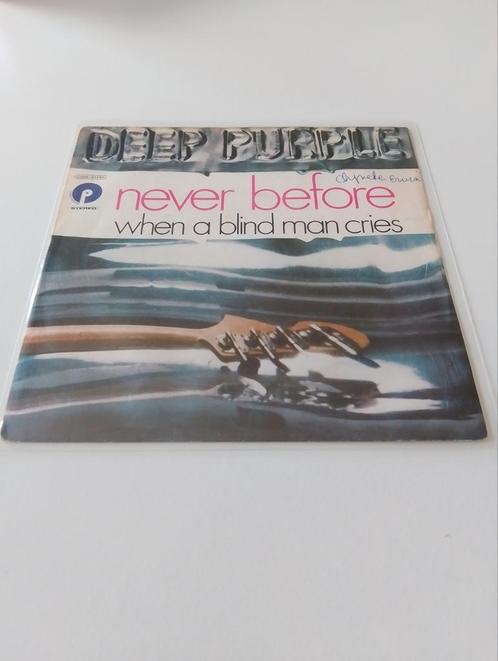 DEEP PURPLE
P
STEREO
never before
when a blind man cries